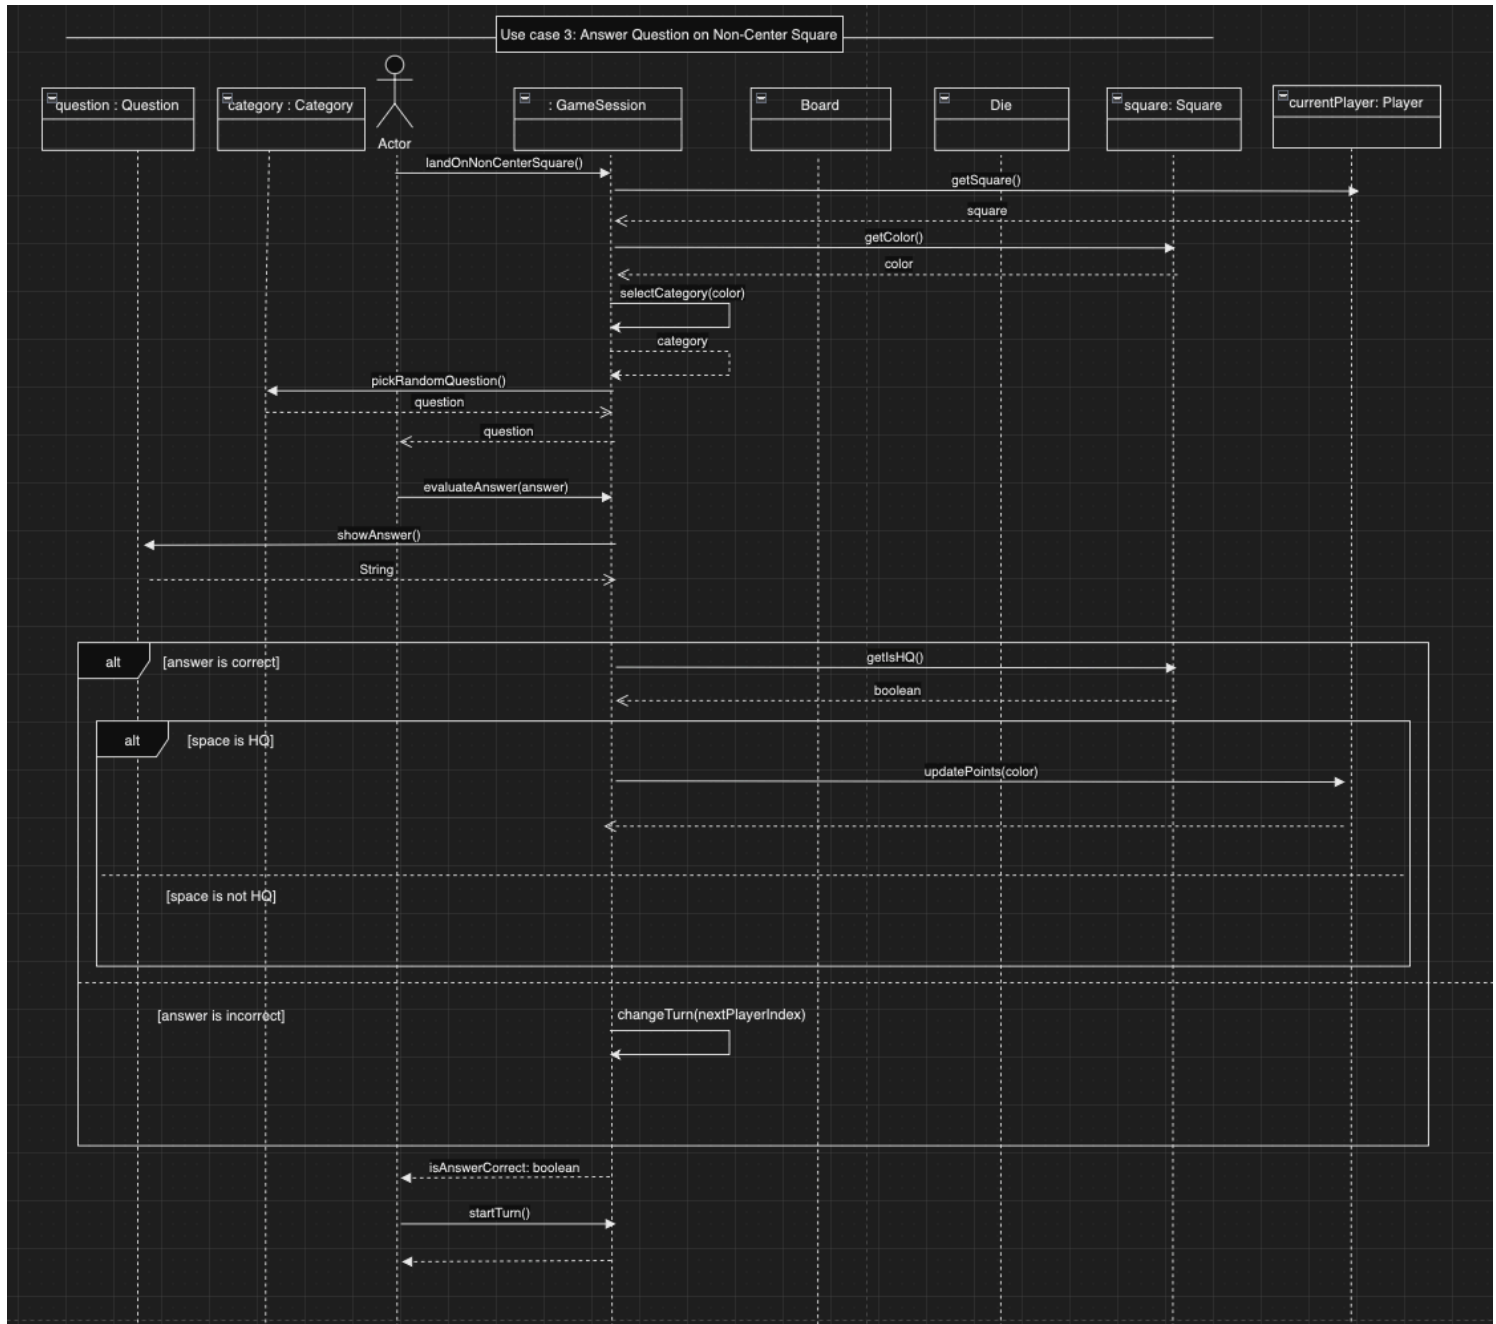 Use case 3: Answer Question on Non-Center Square
question : Question
category : Category
Actor
: GameSession
Board
Die
square: Square
currentPlayer: Player
landOnNonCenterSquare()
getSquare()
square
getColor()
color
selectCategory(color)
category
pickRandomQuestion()
question
question
evaluateAnswer(answer)
showAnswer()
String
alt
[answer is correct]
getIsHQ()
boolean
alt
[space is HQ]
updatePoints(color)
[space is not HQ]
[answer is incorrect]
changeTurn(nextPlayerIndex)
isAnswerCorrect: boolean
startTurn()